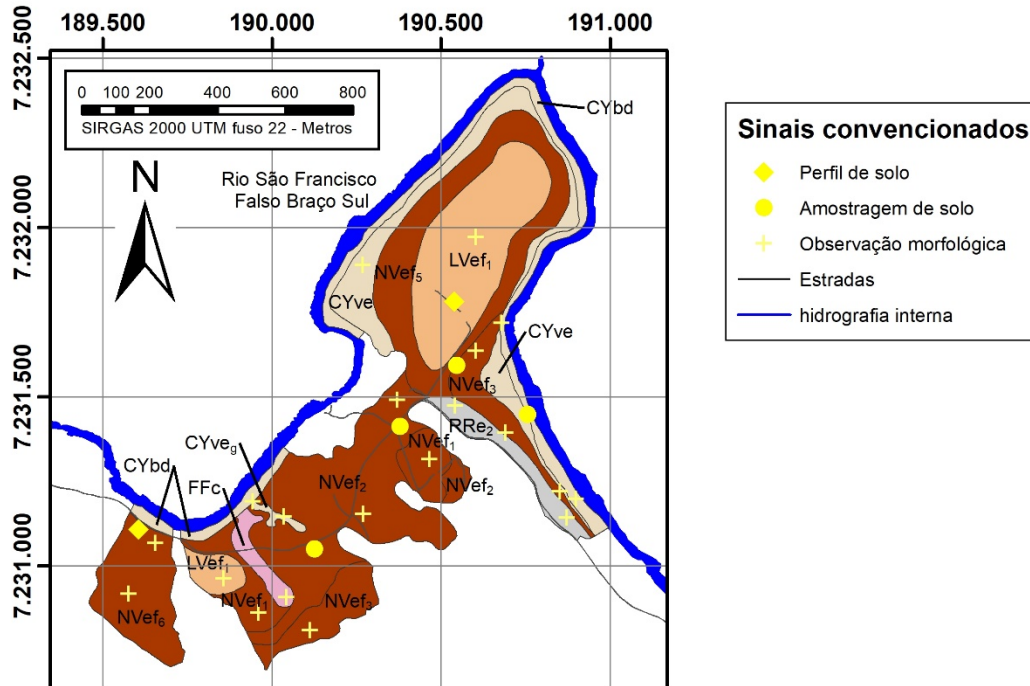 189.500 190.000 190.500 191.000
7.232.500
7.232.000
7.231.500
7.231.000
0 100 200 400 600 800
SIRGAS 2000 UTM fuso 22 - Metros
N
Rio São Francisco
Falso Braço Sul
CYbd
LVef1
NVef5
CYve
CYve
NVef3
RRe2
CYveg
NVef1
CYbd
NVef2
NVef2
FFc
LVef1
NVef1
NVef3
NVef6
Sinais convencionados
Perfil de solo
Amostragem de solo
Observação morfológica
Estradas
hidrografia interna